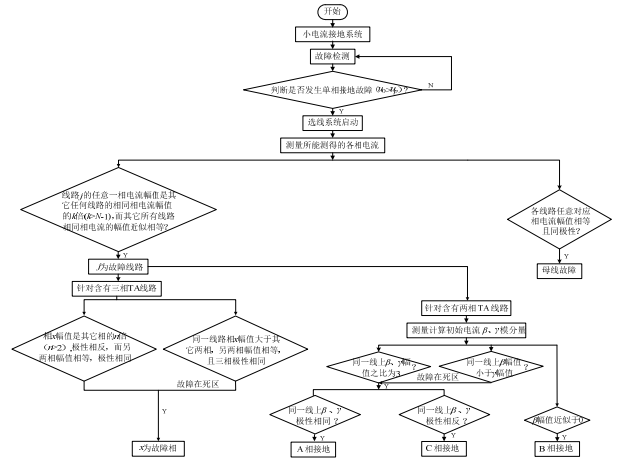 开始
小电流接地系统
故障检测
判断是否发生单相接地故障
N
Y
选线系统启动
测量所能测得的各相电流
线路j的任意一相电流幅值是其
它任何线路的相同相电流幅值
的k倍(k>N-1),而其它所有线路
相同相电流的幅值近似相等?
各线路任意对应
相电流幅值相等
且同极性?
Y
Y
J为故障线路
母线故障
针对含有三相TA线路
针对含有两相TA线路
测量计算初始电流β、γ模分量
相x幅值是其它相的m倍
极性相反,而另
两相幅值相等,极性相同
同一线路相x幅值大于其
它两相,另两相幅值相等,
且三相极性相同
同一线上β、γ幅
值之比为3?
同一线上β幅值
小于γ幅值?
故障在死区
故障在死区
Y
Y
同一线上β、γ
极性相同?
同一线上β、γ
极性相反?
β幅值近似于0
Y
Y
Y
x为故障相
A相接地
C相接地
B相接地